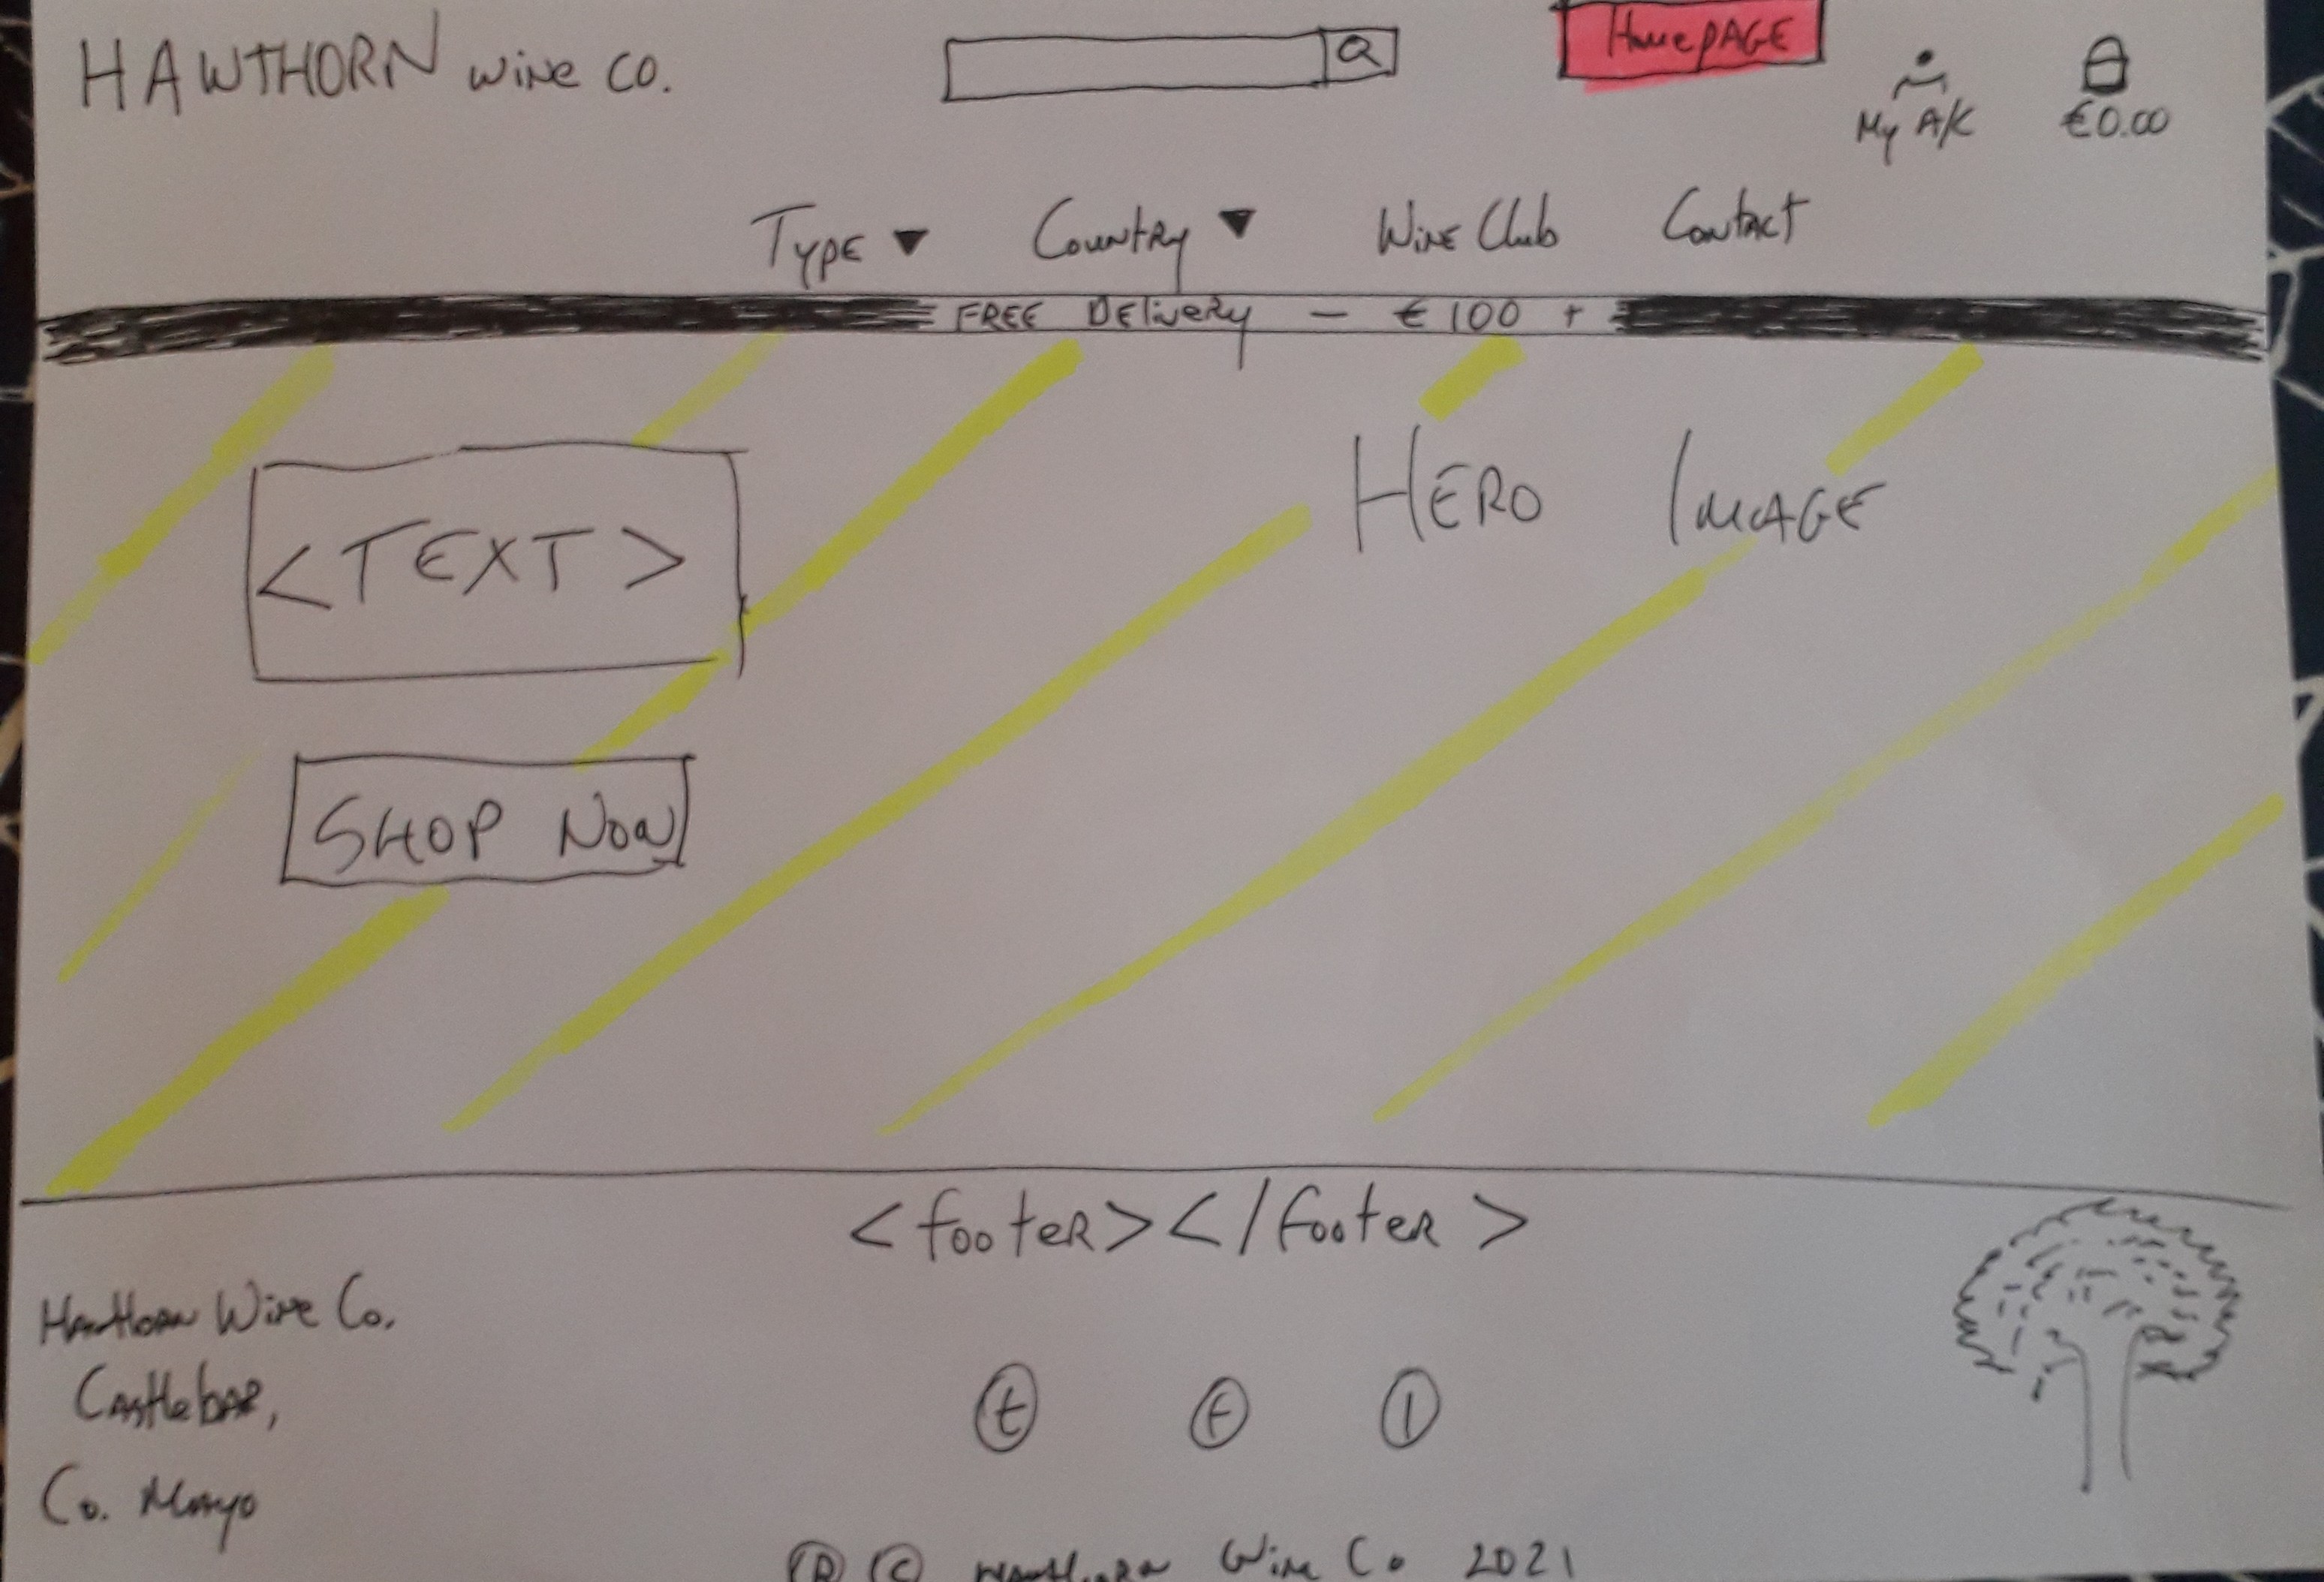 HAWTHORN WINE CO.
HomePAGE
My A/C
€0.00
TYPE ▼ COUNTRY ▼ WINE Club Contact
FREE DElivERy — €100 +
HERO IMAGE
<TEXT>
SHOP NOW
<footer></footer>
Hawthorn Wine Co.
Castlebar,
Co. Mayo
t f I
® © Hawthorn Wine Co 2021